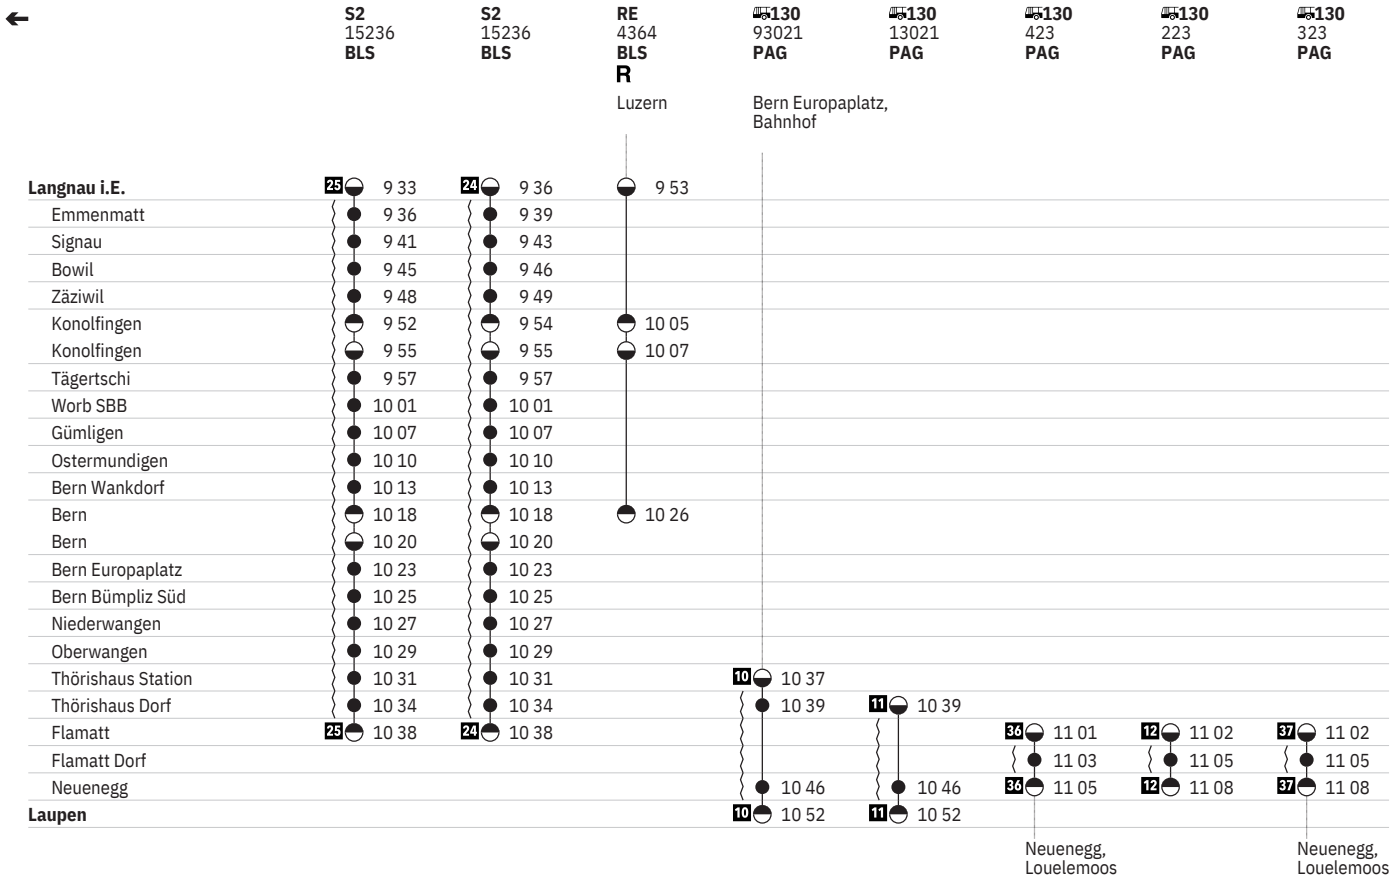 S2 S2 RE 130 130 130 130 130
15236 15236 4364 93021 13021 423 223 323
BLS BLS BLS PAG PAG PAG PAG PAG
R
Luzern Bern Europaplatz,
Bahnhof
Langnau i.E. 25 9 33 24 9 36 9 53
Emmenmatt 9 36 9 39
Signau 9 41 9 43
Bowil 9 45 9 46
Zäziwil 9 48 9 49
Konolfingen 9 52 9 54 10 05
Konolfingen 9 55 9 55 10 07
Tägertschi 9 57 9 57
Worb SBB 10 01 10 01
Gümligen 10 07 10 07
Ostermundigen 10 10 10 10
Bern Wankdorf 10 13 10 13
Bern 10 18 10 18 10 26
Bern 10 20 10 20
Bern Europaplatz 10 23 10 23
Bern Bümpliz Süd 10 25 10 25
Niederwangen 10 27 10 27
Oberwangen 10 29 10 29
Thörishaus Station 10 31 10 31 10 10 37
Thörishaus Dorf 10 34 10 34 10 39 11 10 39
Flamatt 25 10 38 24 10 38 36 11 01 12 11 02 37 11 02
Flamatt Dorf 11 03 11 05 11 05
Neuenegg 10 46 10 46 36 11 05 12 11 08 37 11 08
Laupen 10 10 52 11 10 52
Neuenegg, Neuenegg,
Louelemoos Louelemoos